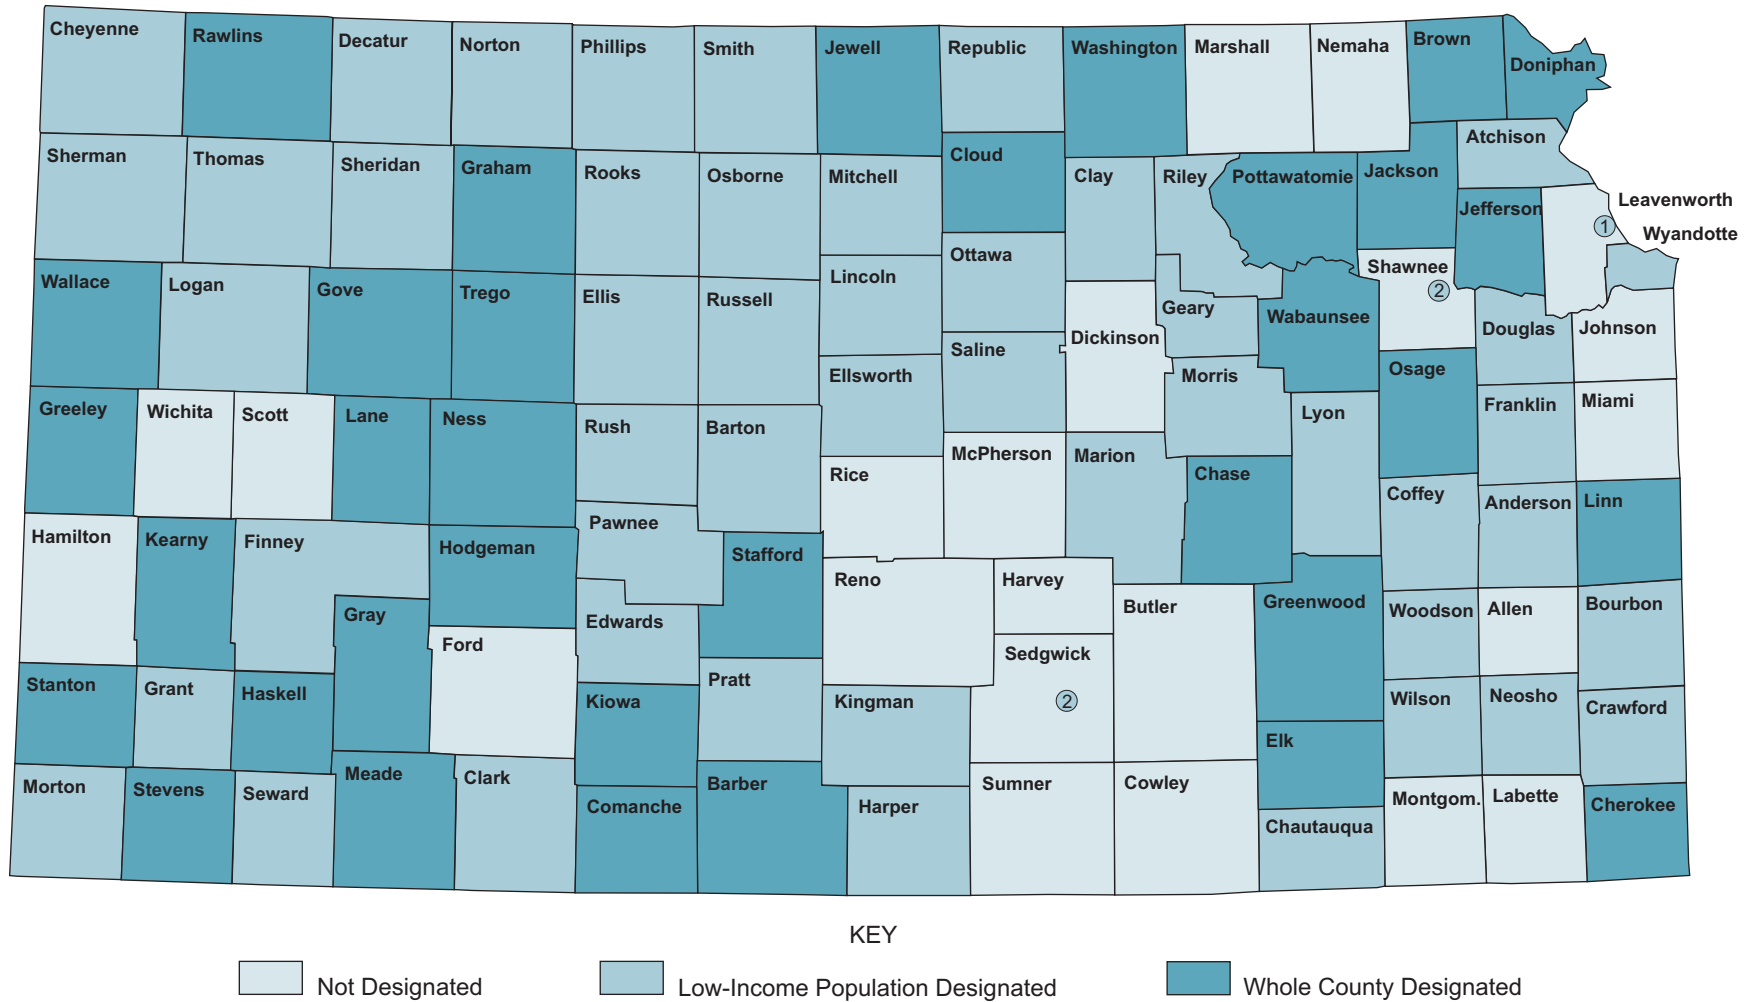 Cheyenne
Rawlins
Decatur
Norton
Phillips
Smith
Jewell
Republic
Washington
Marshall
Nemaha
Brown
Doniphan
Sherman
Thomas
Sheridan
Graham
Rooks
Osborne
Mitchell
Cloud
Clay
Riley
Pottawatomie
Jackson
Atchison
Jefferson
Leavenworth
1
Wyandotte
Wallace
Logan
Gove
Trego
Ellis
Russell
Lincoln
Ottawa
Dickinson
Geary
Wabaunsee
Shawnee
2
Douglas
Johnson
Saline
Ellsworth
Morris
Osage
Greeley
Wichita
Scott
Lane
Ness
Rush
Barton
Lyon
Franklin
Miami
Rice
McPherson
Marion
Chase
Coffey
Anderson
Linn
Hamilton
Kearny
Finney
Hodgeman
Pawnee
Stafford
Reno
Harvey
Butler
Greenwood
Woodson
Allen
Bourbon
Gray
Ford
Edwards
Sedgwick
2
Stanton
Grant
Haskell
Kiowa
Pratt
Kingman
Elk
Wilson
Neosho
Crawford
Morton
Stevens
Seward
Meade
Clark
Comanche
Barber
Harper
Sumner
Cowley
Chautauqua
Montgom.
Labette
Cherokee
KEY
Not Designated
Low-Income Population Designated
Whole County Designated